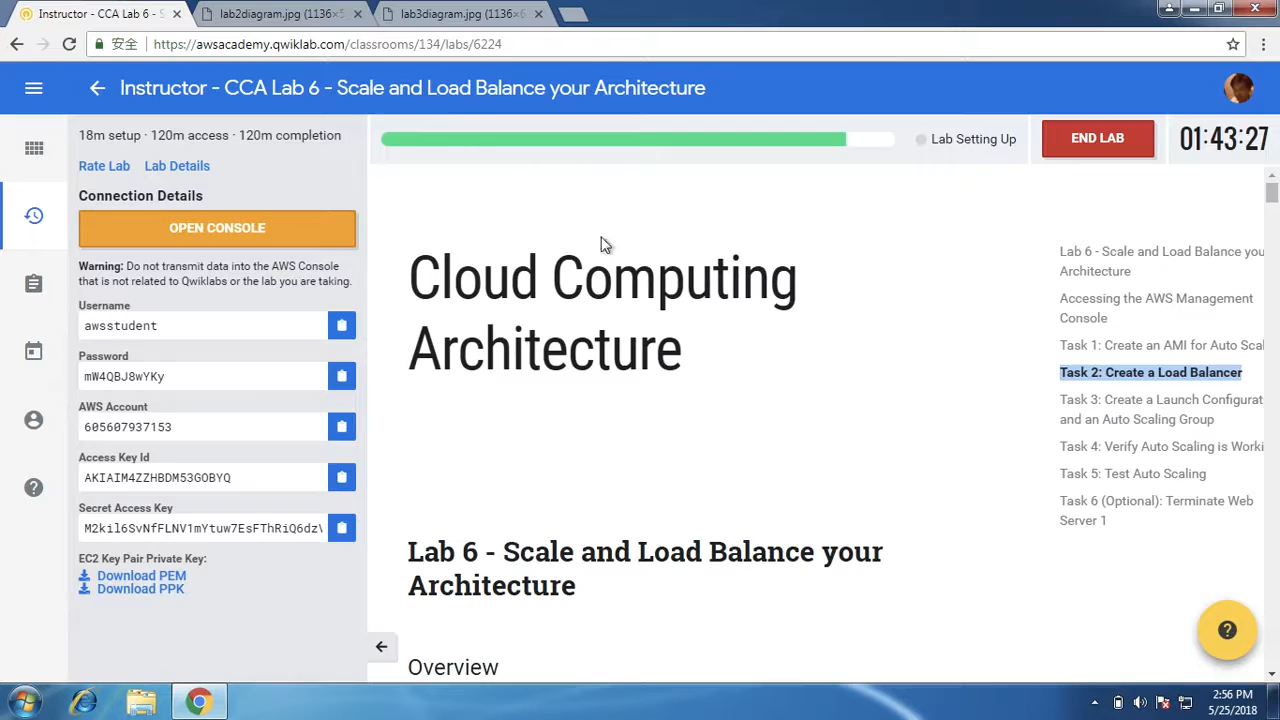 Instructor - CCA Lab 6 - S
lab2diagram.jpg (1136×5
lab3diagram.jpg (1136×6
安全
https://awsacademy.qwiklab.com/classrooms/134/labs/6224
Instructor - CCA Lab 6 - Scale and Load Balance your Architecture
18m setup · 120m access · 120m completion
Lab Setting Up
END LAB
01:43:27
Rate Lab
Lab Details
Connection Details
OPEN CONSOLE
Warning: Do not transmit data into the AWS Console
that is not related to Qwiklabs or the lab you are taking.
Username
awsstudent
Password
mW4QBJ8wYKy
AWS Account
605607937153
Access Key Id
AKIAIM4ZZHBDM53GOBYQ
Secret Access Key
M2kil6SvNfFLNV1mYtuw7EsFThRiQ6dz\
EC2 Key Pair Private Key:
Download PEM
Download PPK
Cloud Computing
Architecture
Lab 6 - Scale and Load Balance your
Architecture
Overview
Lab 6 - Scale and Load Balance you
Architecture
Accessing the AWS Management
Console
Task 1: Create an AMI for Auto Scal
Task 2: Create a Load Balancer
Task 3: Create a Launch Configurat
and an Auto Scaling Group
Task 4: Verify Auto Scaling is Worki
Task 5: Test Auto Scaling
Task 6 (Optional): Terminate Web
Server 1
2:56 PM
5/25/2018